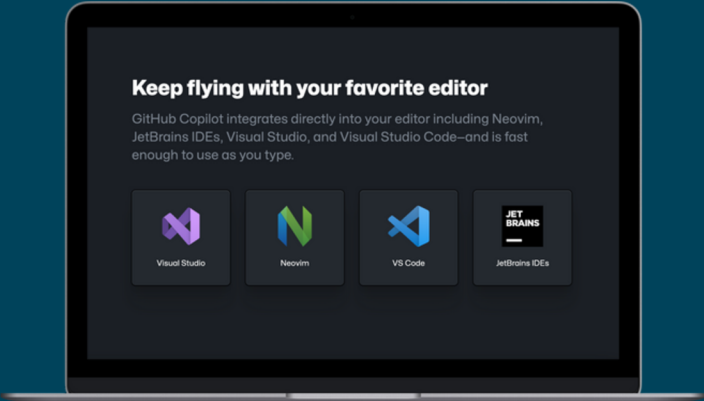 Keep flying with your favorite editor
GitHub Copilot integrates directly into your editor including Neovim,
JetBrains IDEs, Visual Studio, and Visual Studio Code—and is fast
enough to use as you type.
JET
BRAINS
Visual Studio
Neovim
VS Code
JetBrains IDEs